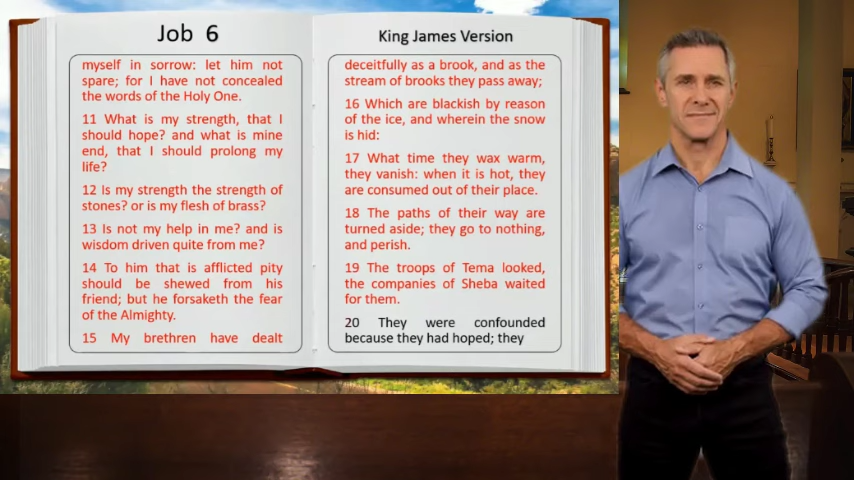 Job 6
myself in sorrow: let him not
spare; for I have not concealed
the words of the Holy One.
11 What is my strength, that I
should hope? and what is mine
end, that I should prolong my
life?
12 Is my strength the strength of
stones? or is my flesh of brass?
13 Is not my help in me? and is
wisdom driven quite from me?
14 To him that is afflicted pity
should be shewed from his
friend; but he forsaketh the fear
of the Almighty.
15 My brethren have dealt
King James Version
deceitfully as a brook, and as the
stream of brooks they pass away;
16 Which are blackish by reason
of the ice, and wherein the snow
is hid:
17 What time they wax warm,
they vanish: when it is hot, they
are consumed out of their place.
18 The paths of their way are
turned aside; they go to nothing,
and perish.
19 The troops of Tema looked,
the companies of Sheba waited
for them.
20 They were confounded
because they had hoped; they